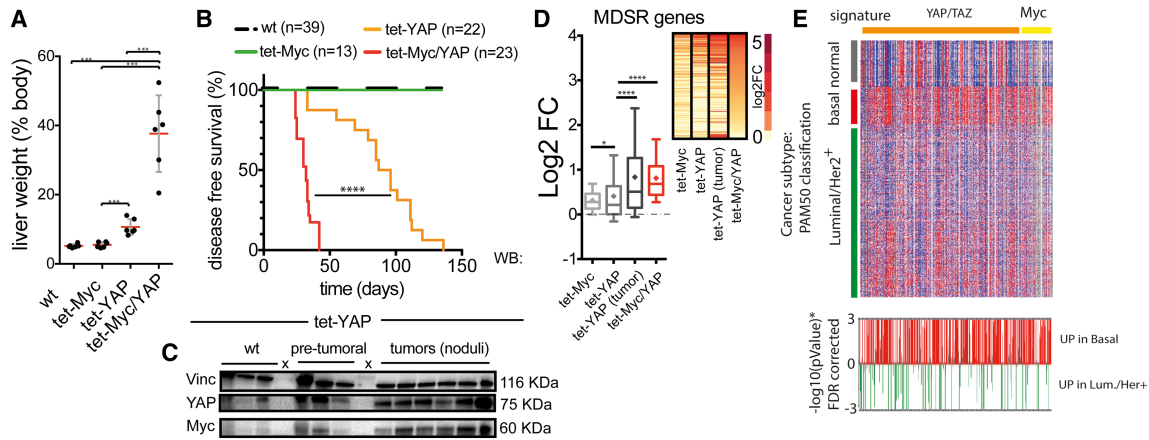 A
liver weight (% body)
60
40
20
0
***
***
***
***
wt
tet-Myc
tet-YAP
tet-Myc/YAP
B
wt (n=39)
tet-YAP (n=22)
tet-Myc (n=13)
tet-Myc/YAP (n=23)
disease free survival (%)
100
50
0
****
0
50
100
150
time (days)
WB:
tet-YAP
C
wt
x
pre-tumoral
x
tumors (noduli)
Vinc
116 KDa
YAP
75 KDa
Myc
60 KDa
D
MDSR genes
Log2 FC
4
3
2
1
0
-1
*
****
****
tet-Myc
tet-YAP
tet-YAP (tumor)
tet-Myc/YAP
5
log2FC
0
tet-Myc
tet-YAP
tet-YAP (tumor)
tet-Myc/YAP
E
signature
YAP/TAZ
Myc
Cancer subtype:
PAM50 classification
normal
basal
Luminal/Her2+
-log10(pValue)*
FDR corrected
3
0
-3
UP in Basal
UP in Lum./Her+